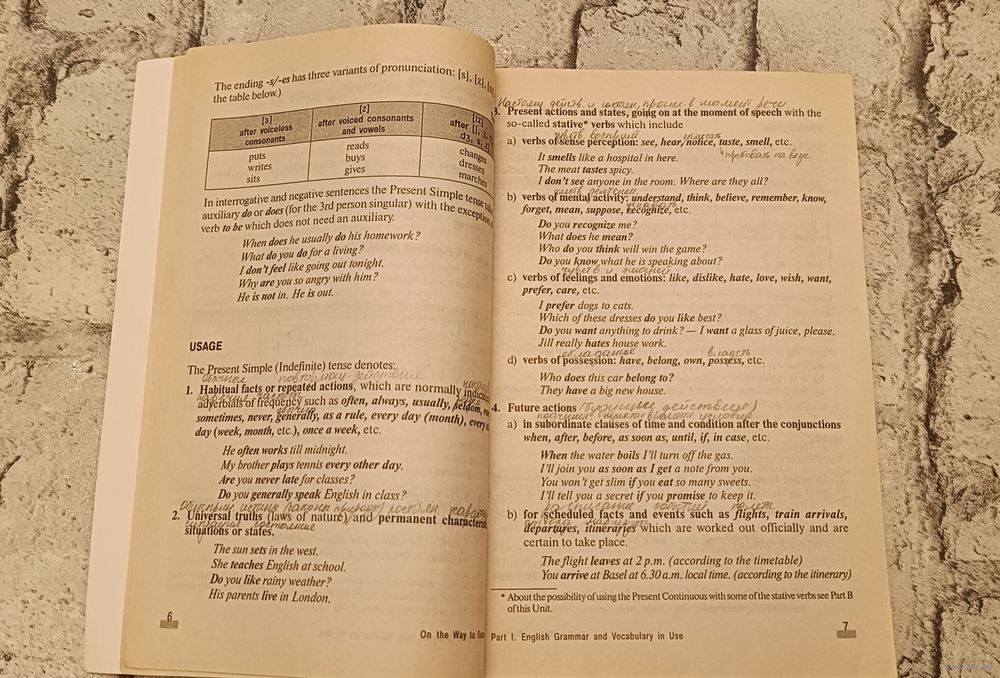 The ending -s/-es has three variants of pronunciation: [s], [z],
the table below.)
[s] after voiceless consonants
[z] after voiced consonants and vowels
[ɪz] after
puts reads changes
writes buys dresses
sits gives marches
In interrogative and negative sentences the Present Simple tense
auxiliary do or does (for the 3rd person singular) with the
verb to be which does not need an auxiliary.
When does he usually do his homework?
What do you do for a living?
I don't feel like going out tonight.
Why are you so angry with him?
He is not in. He is out.
USAGE
The Present Simple (Indefinite) tense denotes:
1. Habitual facts or repeated actions, which are normally
adverbials of frequency such as often, always, usually, seldom,
sometimes, never, generally, as a rule, every day (month), every
day (week, month, etc.), once a week, etc.
He often works till midnight.
My brother plays tennis every other day.
Are you never late for classes?
Do you generally speak English in class?
2. Universal truths (laws of nature) and permanent
situations or states.
The sun sets in the west.
She teaches English at school.
Do you like rainy weather?
His parents live in London.
6
On the Way to
Настоящ. действ. и состоян, происх. в момент речи
3. Present actions and states, going on at the moment of speech with the
so-called stative* verbs which include
a) verbs of sense perception: see, hear, notice, taste, smell, etc.
пробовать на вкус
It smells like a hospital in here.
The meat tastes spicy.
I don't see anyone in the room. Where are they all?
b) verbs of mental activity: understand, think, believe, remember, know,
forget, mean, suppose, recognize, etc.
Do you recognize me?
What does he mean?
Who do you think will win the game?
Do you know what he is speaking about?
чувств и эмоций
c) verbs of feelings and emotions: like, dislike, hate, love, wish, want,
prefer, care, etc.
I prefer dogs to cats.
Which of these dresses do you like best?
Do you want anything to drink? — I want a glass of juice, please.
Jill really hates house work.
обладание владеть
d) verbs of possession: have, belong, own, possess, etc.
Who does this car belong to?
They have a big new house.
4. Future actions (будущие действия)
a) in subordinate clauses of time and condition after the conjunctions
when, after, before, as soon as, until, if, in case, etc.
When the water boils I'll turn off the gas.
I'll join you as soon as I get a note from you.
You won't get slim if you eat so many sweets.
I'll tell you a secret if you promise to keep it.
b) for scheduled facts and events such as flights, train arrivals,
departures, itineraries which are worked out officially and are
certain to take place.
The flight leaves at 2 p.m. (according to the timetable)
You arrive at Basel at 6.30 a.m. local time. (according to the itinerary)
* About the possibility of using the Present Continuous with some of the stative verbs see Part B
of this Unit.
Part I. English Grammar and Vocabulary in Use
7